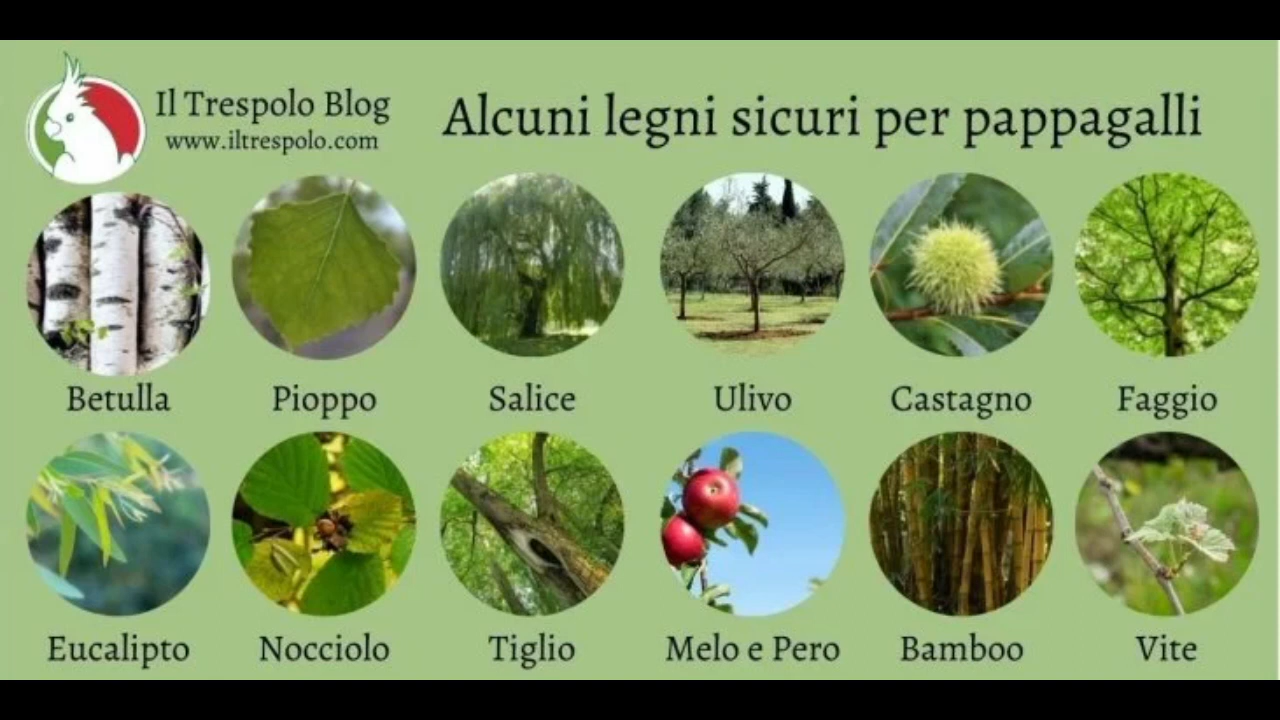 Il Trespolo Blog
www.iltrespolo.com
Alcuni legni sicuri per pappagalli
Betulla
Pioppo
Salice
Ulivo
Castagno
Faggio
Eucalipto
Nocciolo
Tiglio
Melo e Pero
Bamboo
Vite